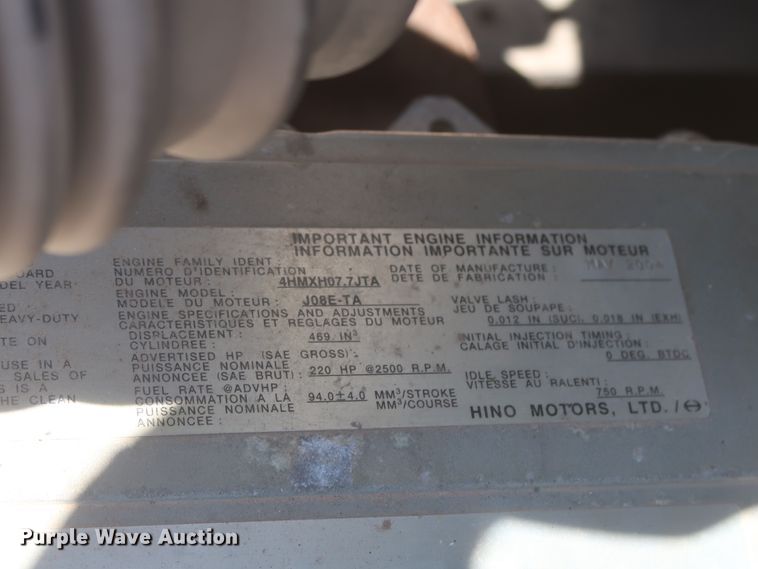 IMPORTANT ENGINE INFORMATION
INFORMATION IMPORTANTE SUR MOTEUR
ENGINE FAMILY IDENT.
NUMERO D'IDENTIFICATION
DU MOTEUR : 4HMXH07.7JTA
DATE OF MANUFACTURE : MAY 2004
DETE DE FABRICATION :
ENGINE MODEL :
MODELE DU MOTEUR : J08E-TA
ENGINE SPECIFICATIONS AND ADJUSTMENTS
CARACTERISTIQUES ET REGLAGES DU MOTEUR
VALVE LASH :
JEU DE SOUPAPE :
0.012 IN (SUC), 0.018 IN (EXH)
DISPLACEMENT :
CYLINDREE : 469. IN³
INITIAL INJECTION TIMING :
CALAGE INITIAL D'INJECTION :
0 DEG. BTDC
ADVERTISED HP (SAE GROSS) :
PUISSANCE NOMINALE
ANNONCEE (SAE BRUT) : 220 HP @2500 R.P.M.
IDLE SPEED :
VITESSE AU RALENTI :
750 R.P.M.
FUEL RATE @ADVHP :
CONSOMMATION A LA
PUISSANCE NOMINALE
ANNONCEE :
94.0±4.0 MM³/STROKE
MM³/COURSE
HINO MOTORS, LTD. /
DEL YEAR
EAVY-DUTY
TE ON
USE IN A
SALES OF
S IS A
HE CLEAN
Purple Wave Auction